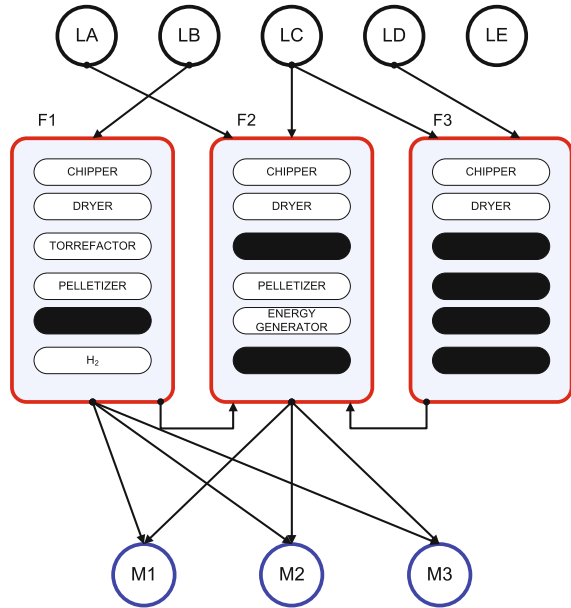 LA
LB
LC
LD
LE
F1
F2
F3
CHIPPER
DRYER
TORREFACTOR
PELLETIZER
H₂
CHIPPER
DRYER
PELLETIZER
ENERGY
GENERATOR
CHIPPER
DRYER
M1
M2
M3